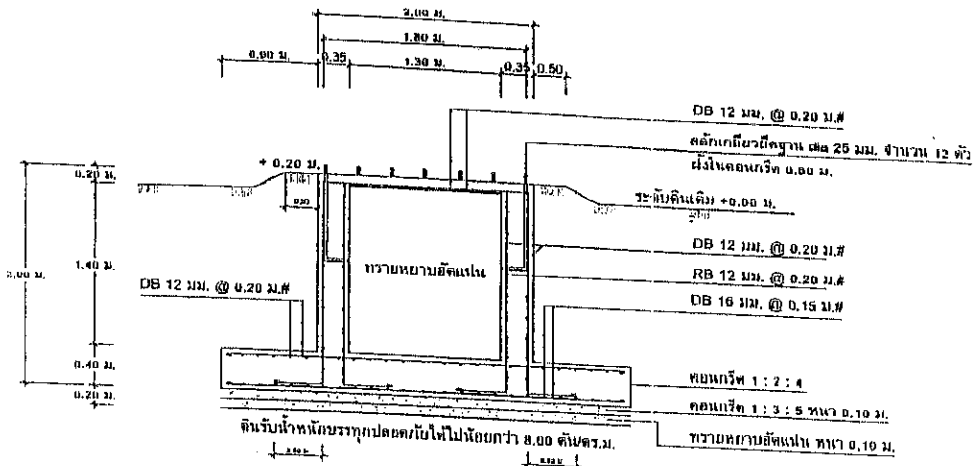 2.00 ม.
1.80 ม.
0.90 ม.
0.35
1.30 ม.
0.35
0.50
DB 12 มม. @ 0.20 ม.#
สลักเกลียวยึดฐาน 25 มม. จำนวน 12 ตัว
ฝังในคอนกรีต 0.80 ม.
+ 0.20 ม.
0.20 ม.
ระดับดินเดิม +0.00 ม.
DB 12 มม. @ 0.20 ม.#
1.40 ม.
2.00 ม.
ทรายหยาบอัดแน่น
RB 12 มม. @ 0.20 ม.#
DB 12 มม. @ 0.20 ม.#
DB 16 มม. @ 0.15 ม.#
0.40 ม.
คอนกรีต 1 : 2 : 4
0.20 ม.
คอนกรีต 1 : 3 : 5 หนา 0.10 ม.
ดินรับน้ำหนักบรรทุกปลอดภัยได้ไม่น้อยกว่า 8.00 ตัน/ตร.ม.
ทรายหยาบอัดแน่น หนา 0.10 ม.